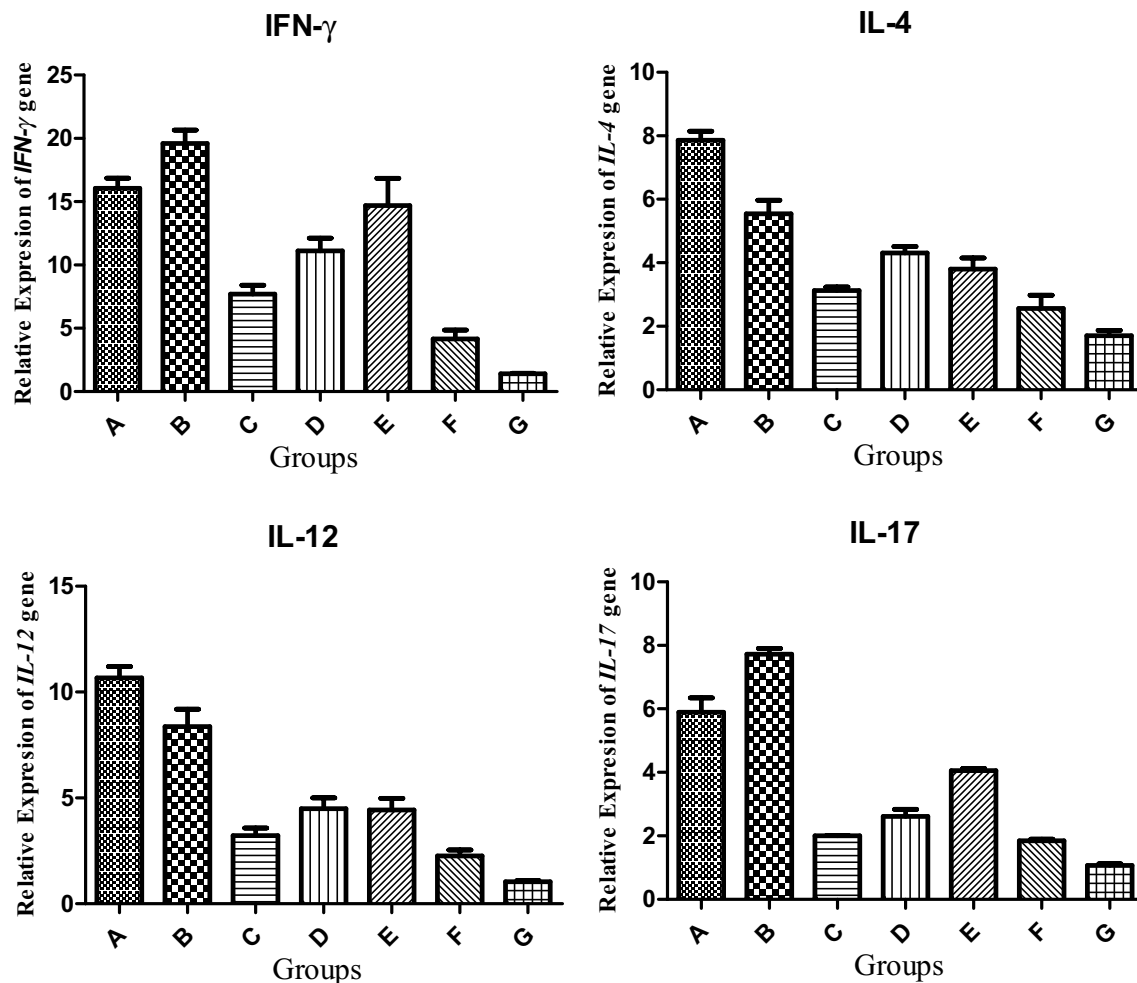 IFN-γ
Relative Expresion of IFN-γ gene
25
20
15
10
5
0
A B C D E F G
Groups
IL-4
Relative Expresion of IL-4 gene
10
8
6
4
2
0
A B C D E F G
Groups
IL-12
Relative Expresion of IL-12 gene
15
10
5
0
A B C D E F G
Groups
IL-17
Relative Expresion of IL-17 gene
10
8
6
4
2
0
A B C D E F G
Groups